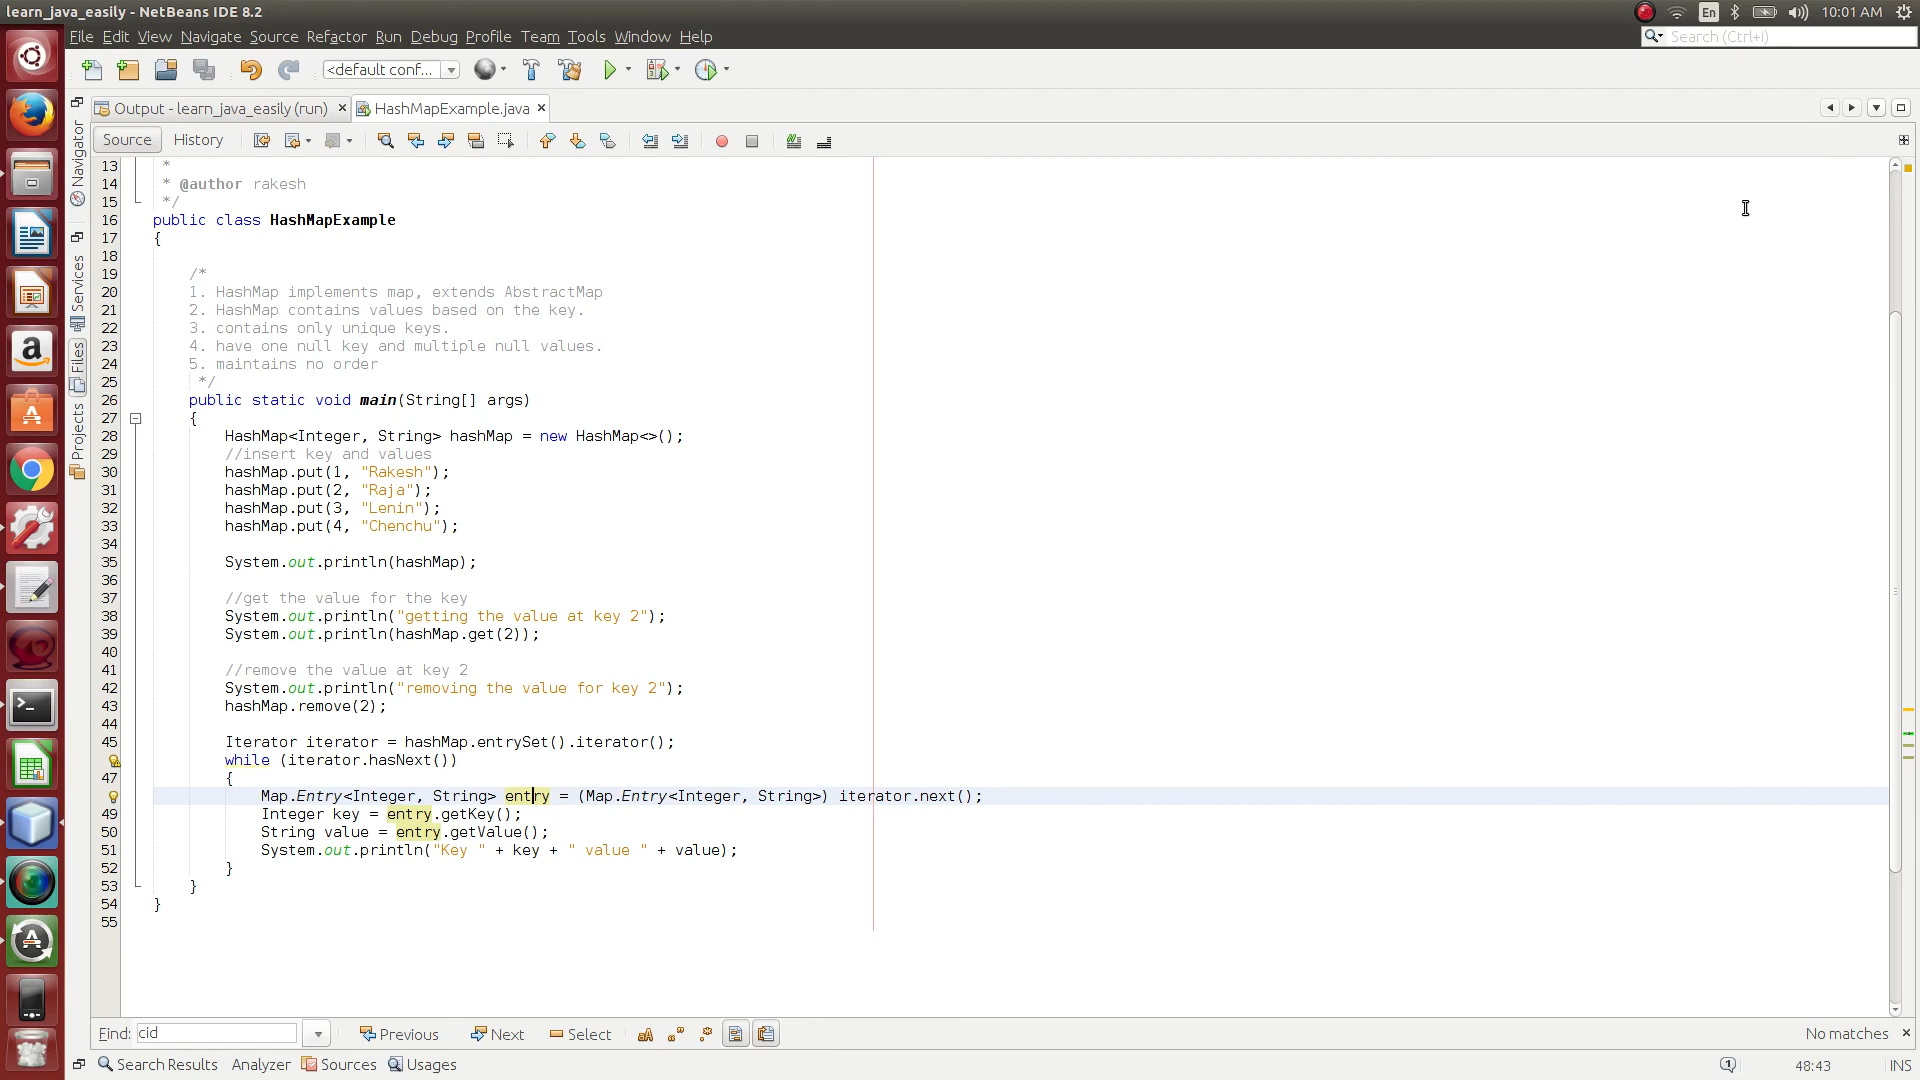 learn_java_easily - NetBeans IDE 8.2
En
10:01 AM
File Edit View Navigate Source Refactor Run Debug Profile Team Tools Window Help
Search (Ctrl+I)
<default conf...
Output - learn_java_easily (run)
HashMapExample.java
Source
History
Navigator
Services
Files
Projects
13 *
14 * @author rakesh
15 */
16 public class HashMapExample
17 {
18
19 /*
20 1. HashMap implements map, extends AbstractMap
21 2. HashMap contains values based on the key.
22 3. contains only unique keys.
23 4. have one null key and multiple null values.
24 5. maintains no order
25 */
26 public static void main(String[] args)
27 {
28 HashMap<Integer, String> hashMap = new HashMap<>();
29 //insert key and values
30 hashMap.put(1, "Rakesh");
31 hashMap.put(2, "Raja");
32 hashMap.put(3, "Lenin");
33 hashMap.put(4, "Chenchu");
34
35 System.out.println(hashMap);
36
37 //get the value for the key
38 System.out.println("getting the value at key 2");
39 System.out.println(hashMap.get(2));
40
41 //remove the value at key 2
42 System.out.println("removing the value for key 2");
43 hashMap.remove(2);
44
45 Iterator iterator = hashMap.entrySet().iterator();
while (iterator.hasNext())
47 {
Map.Entry<Integer, String> entry = (Map.Entry<Integer, String>) iterator.next();
49 Integer key = entry.getKey();
50 String value = entry.getValue();
51 System.out.println("Key " + key + " value " + value);
52 }
53 }
54 }
55
Find: cid
Previous
Next
Select
No matches
Search Results
Analyzer
Sources
Usages
1
48:43
INS